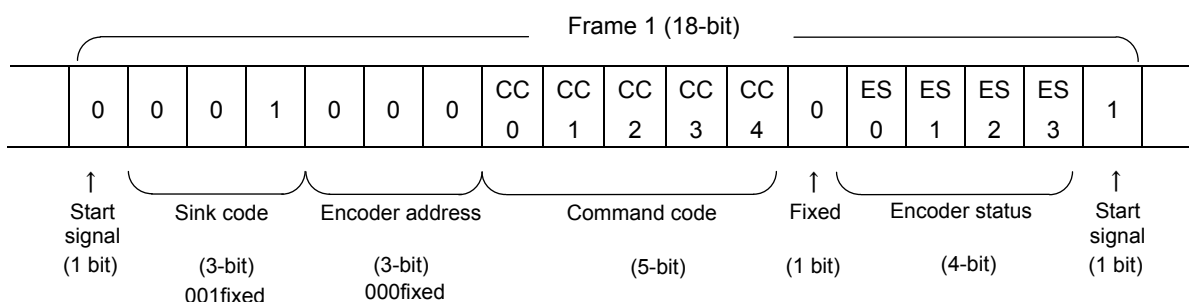 Frame 1 (18-bit)
0 0 0 1 0 0 0 CC 0 CC 1 CC 2 CC 3 CC 4 0 ES 0 ES 1 ES 2 ES 3 1
↑ ↑ ↑
Start signal (1 bit)
Sink code (3-bit) 001fixed
Encoder address (3-bit) 000fixed
Command code (5-bit)
Fixed (1 bit)
Encoder status (4-bit)
Start signal (1 bit)